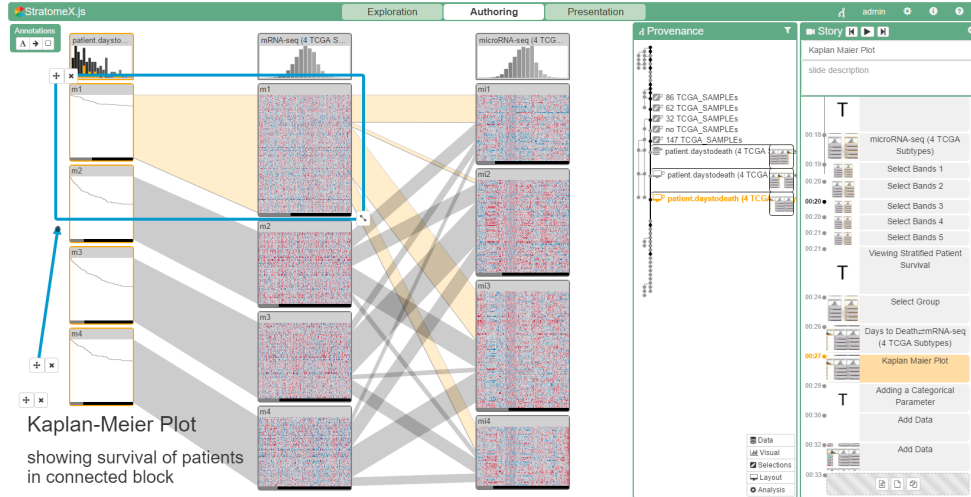 StratomeX.js
Exploration
Authoring
Presentation
admin
Annotations
A
patient.daysto...
mRNA-seq (4 TCGA S...
microRNA-seq (4 TCG...
m1
m2
m3
m4
m1
m2
m3
m4
mi1
mi2
mi3
mi4
Kaplan-Meier Plot
showing survival of patients
in connected block
Provenance
86 TCGA_SAMPLEs
62 TCGA_SAMPLEs
32 TCGA_SAMPLEs
no TCGA_SAMPLEs
147 TCGA_SAMPLEs
patient.daystodeath (4 TCGA
patient.daystodeath (4 TCGA
patient.daystodeath (4 TCGA
Data
Visual
Selections
Layout
Analysis
Story
Kaplan Maier Plot
slide description
T
00:18
microRNA-seq (4 TCGA
Subtypes)
00:19
Select Bands 1
00:20
Select Bands 2
00:20
Select Bands 3
00:21
Select Bands 4
00:21
Select Bands 5
00:21
Viewing Stratified Patient
Survival
T
00:24
Select Group
00:26
Days to Death⇄mRNA-seq
(4 TCGA Subtypes)
00:27
Kaplan Maier Plot
00:29
Adding a Categorical
Parameter
T
00:30
Add Data
00:32
Add Data
00:33